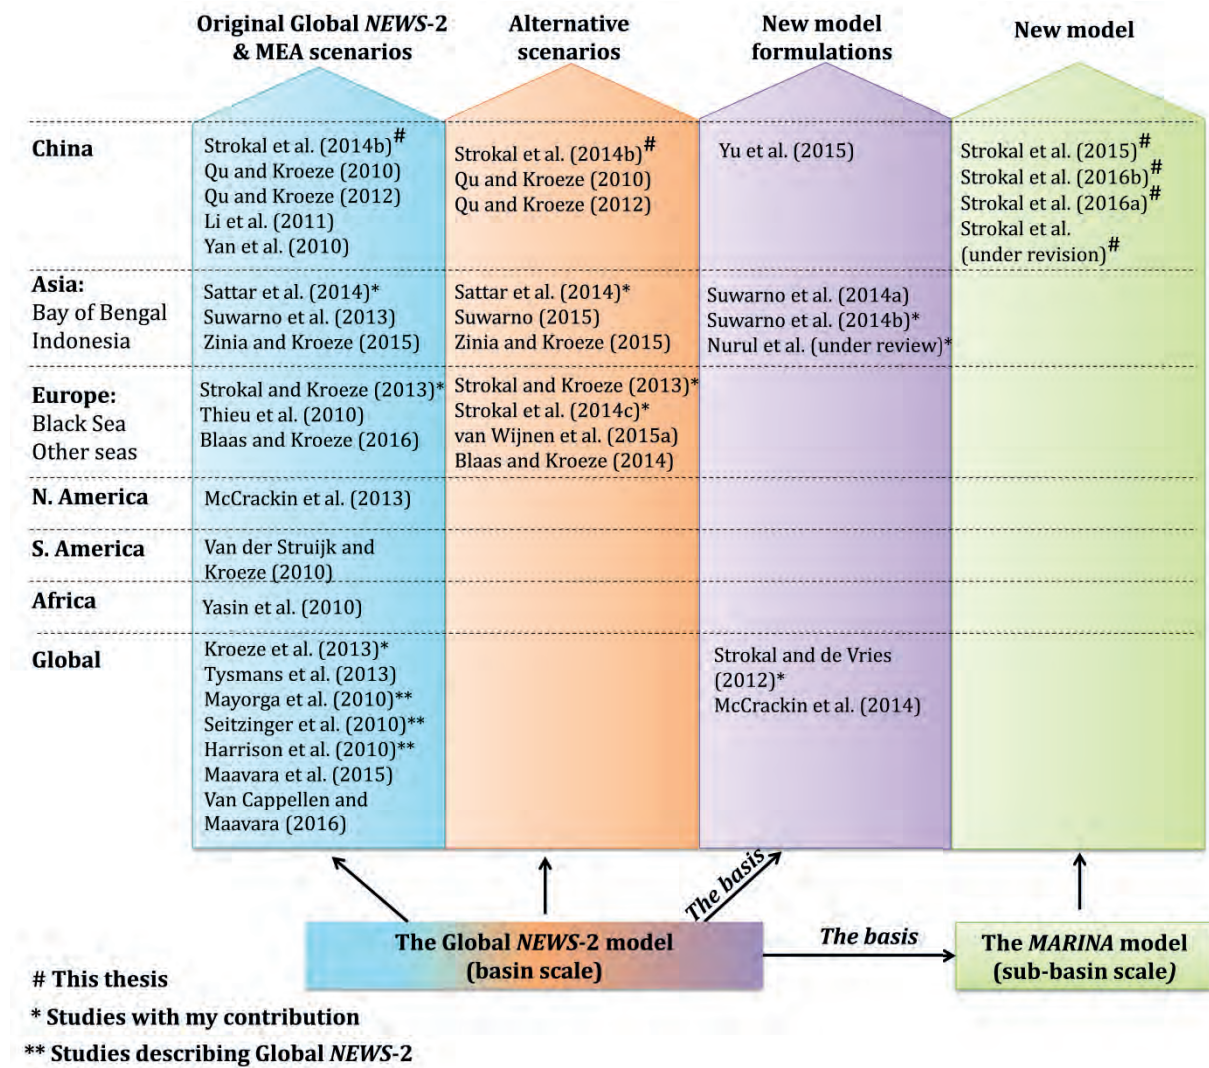 Original Global NEWS-2
& MEA scenarios
Alternative
scenarios
New model
formulations
New model
China
Strokal et al. (2014b)#
Qu and Kroeze (2010)
Qu and Kroeze (2012)
Li et al. (2011)
Yan et al. (2010)
Strokal et al. (2014b)#
Qu and Kroeze (2010)
Qu and Kroeze (2012)
Yu et al. (2015)
Strokal et al. (2015)#
Strokal et al. (2016b)#
Strokal et al. (2016a)#
Strokal et al.
(under revision)#
Asia:
Bay of Bengal
Indonesia
Sattar et al. (2014)*
Suwarno et al. (2013)
Zinia and Kroeze (2015)
Sattar et al. (2014)*
Suwarno (2015)
Zinia and Kroeze (2015)
Suwarno et al. (2014a)
Suwarno et al. (2014b)*
Nurul et al. (under review)*
Europe:
Black Sea
Other seas
Strokal and Kroeze (2013)*
Thieu et al. (2010)
Blaas and Kroeze (2016)
Strokal and Kroeze (2013)*
Strokal et al. (2014c)*
van Wijnen et al. (2015a)
Blaas and Kroeze (2014)
N. America
McCrackin et al. (2013)
S. America
Van der Struijk and
Kroeze (2010)
Africa
Yasin et al. (2010)
Global
Kroeze et al. (2013)*
Tysmans et al. (2013)
Mayorga et al. (2010)**
Seitzinger et al. (2010)**
Harrison et al. (2010)**
Maavara et al. (2015)
Van Cappellen and
Maavara (2016)
Strokal and de Vries
(2012)*
McCrackin et al. (2014)
The basis
The Global NEWS-2 model
(basin scale)
The basis
The MARINA model
(sub-basin scale)
# This thesis
* Studies with my contribution
** Studies describing Global NEWS-2